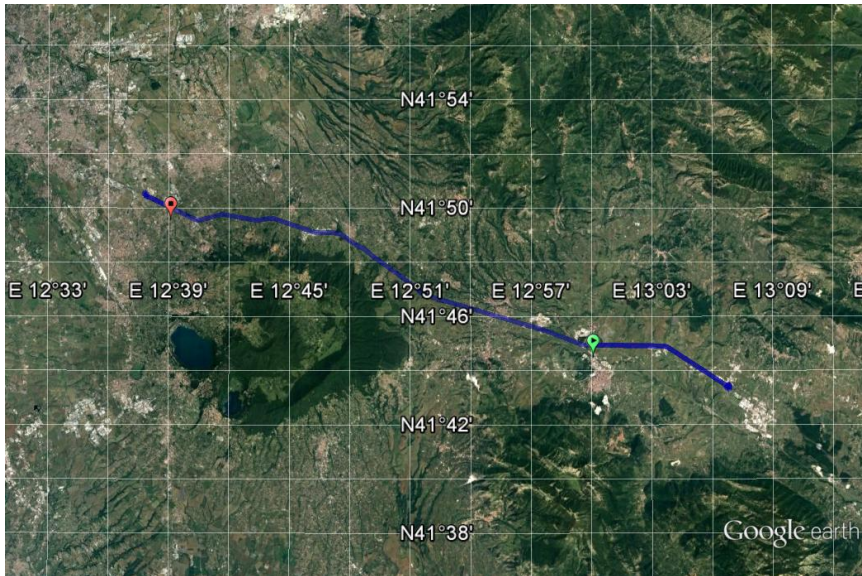 N41°54'
N41°50'
E 12°33'
E 12°39'
E 12°45'
E 12°51'
E 12°57'
E 13°03'
E 13°09'
E
N41°46'
N41°42'
N41°38'
Google earth